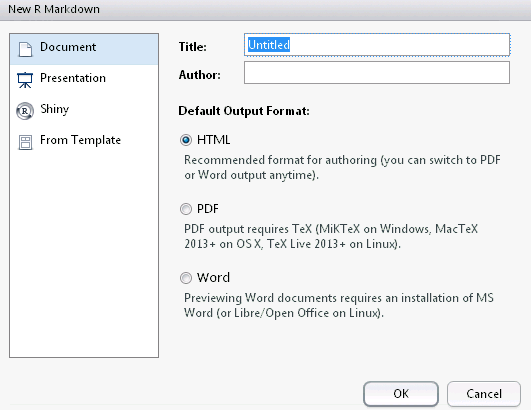 New R Markdown
Document
Presentation
Shiny
From Template
Title:
Untitled
Author:
Default Output Format:
HTML
Recommended format for authoring (you can switch to PDF
or Word output anytime).
PDF
PDF output requires TeX (MiKTeX on Windows, MacTeX
2013+ on OS X, TeX Live 2013+ on Linux).
Word
Previewing Word documents requires an installation of MS
Word (or Libre/Open Office on Linux).
OK
Cancel